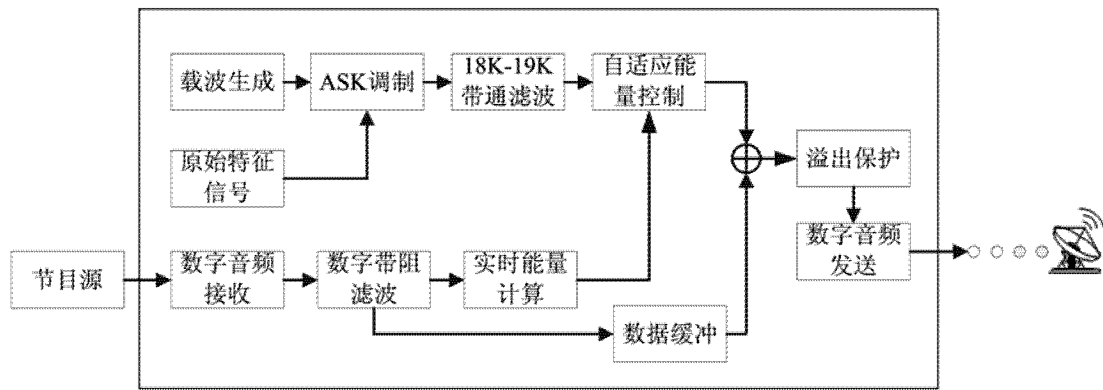 载波生成
ASK调制
18K-19K
带通滤波
自适应能
量控制
原始特征
信号
溢出保护
节目源
数字音频
接收
数字带阻
滤波
实时能量
计算
数字音频
发送
数据缓冲